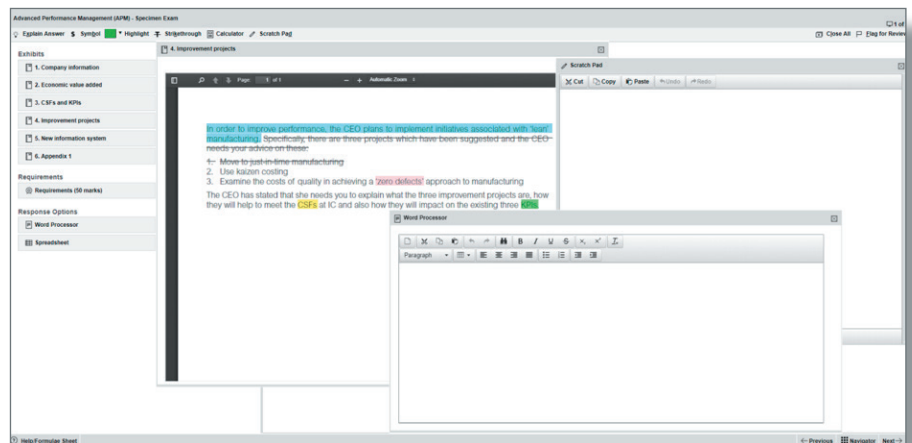 Advanced Performance Management (APM) - Specimen Exam
1 of
Explain Answer $ Symbol Highlight Strikethrough Calculator Scratch Pad
Close All Flag for Review
Exhibits
1. Company information
2. Economic value added
3. CSFs and KPIs
4. Improvement projects
5. New information system
6. Appendix 1
Requirements
Requirements (50 marks)
Response Options
Word Processor
Spreadsheet
4. Improvement projects
Page 1 of 1 − + Automatic Zoom
In order to improve performance, the CEO plans to implement initiatives associated with 'lean'
manufacturing. Specifically, there are three projects which have been suggested and the CEO
needs your advice on these:
1. Move to just-in-time manufacturing
2. Use kaizen costing
3. Examine the costs of quality in achieving a 'zero defects' approach to manufacturing
The CEO has stated that she needs you to explain what the three improvement projects are, how
they will help to meet the CSFs at IC and also how they will impact on the existing three KPIs.
Scratch Pad
Cut Copy Paste Undo Redo
Word Processor
B I U S x, x'
Paragraph
Help/Formulae Sheet
Previous Navigator Next